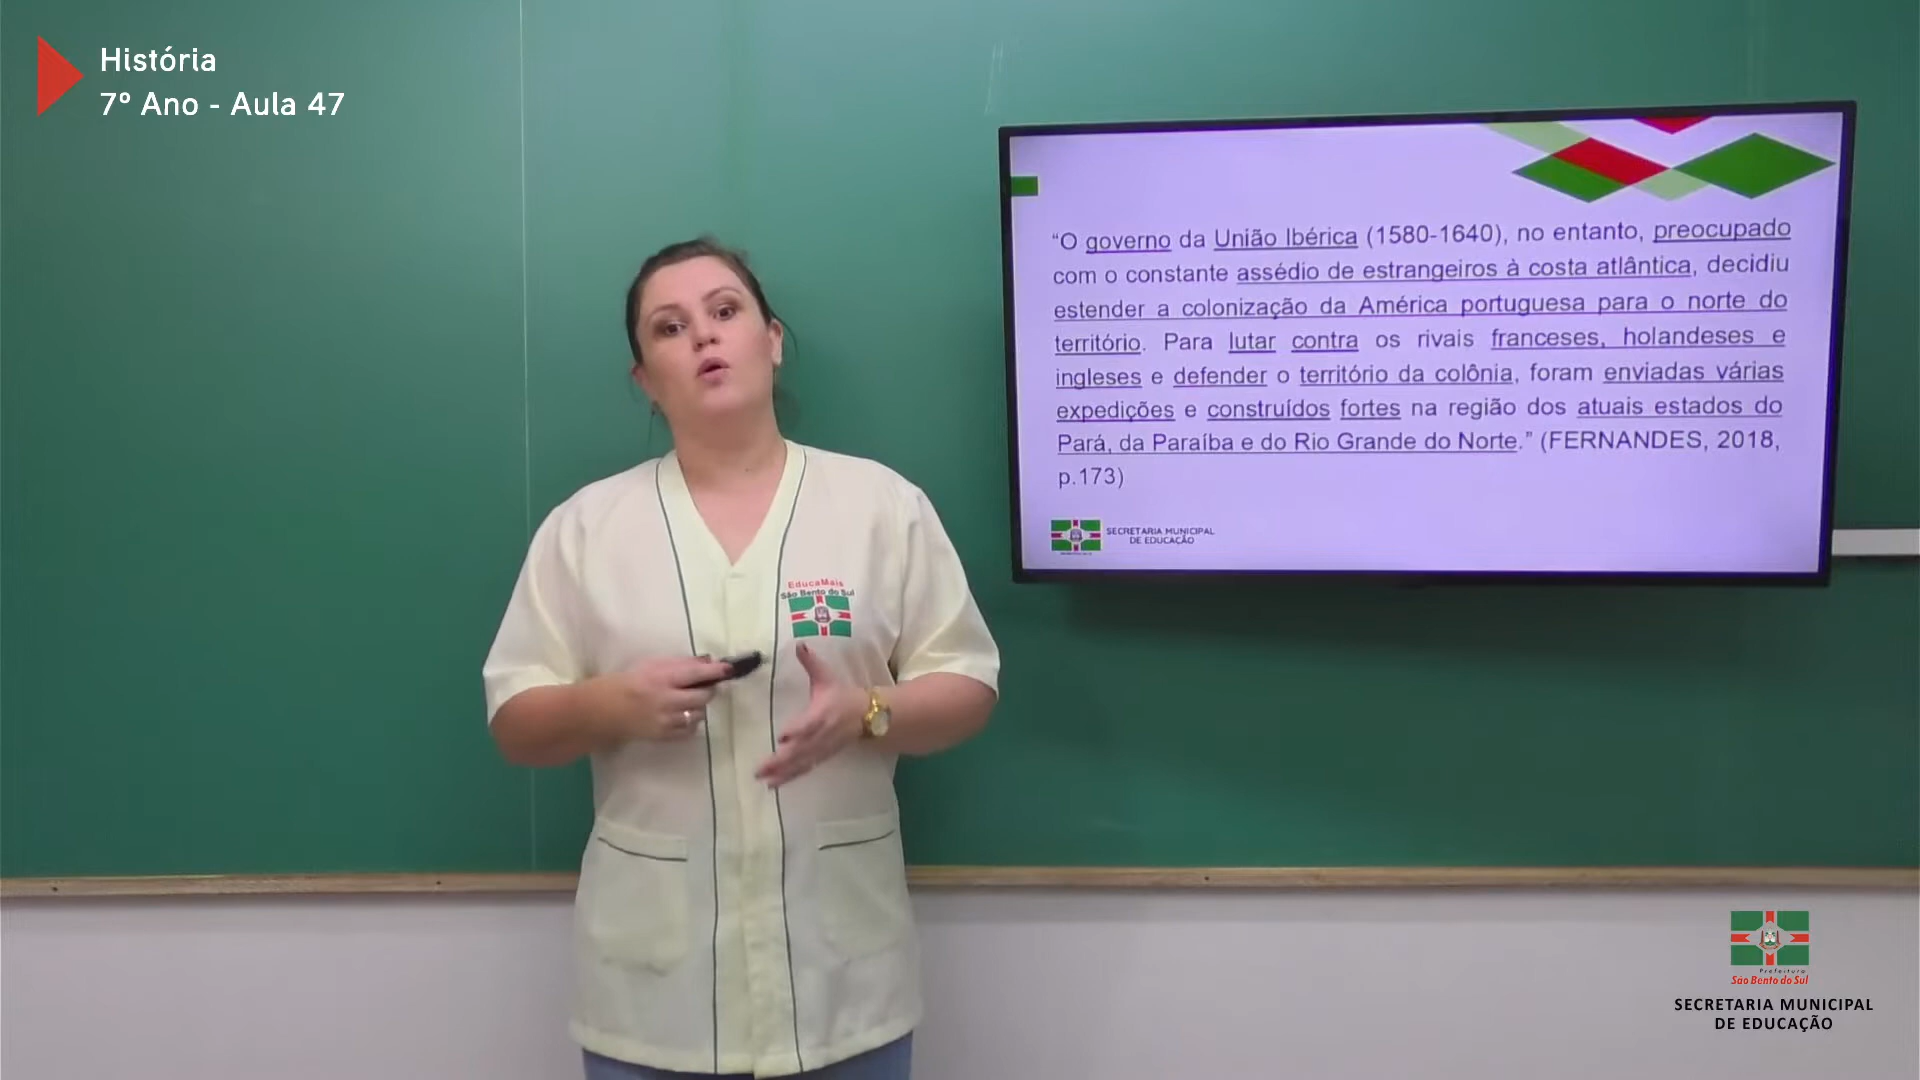 História
7º Ano - Aula 47
“O governo da União Ibérica (1580-1640), no entanto, preocupado
com o constante assédio de estrangeiros à costa atlântica, decidiu
estender a colonização da América portuguesa para o norte do
território. Para lutar contra os rivais franceses, holandeses e
ingleses e defender o território da colônia, foram enviadas várias
expedições e construídos fortes na região dos atuais estados do
Pará, da Paraíba e do Rio Grande do Norte.” (FERNANDES, 2018,
p.173)
SECRETARIA MUNICIPAL
DE EDUCAÇÃO
EducaMais
São Bento do Sul
Prefeitura
São Bento do Sul
SECRETARIA MUNICIPAL
DE EDUCAÇÃO